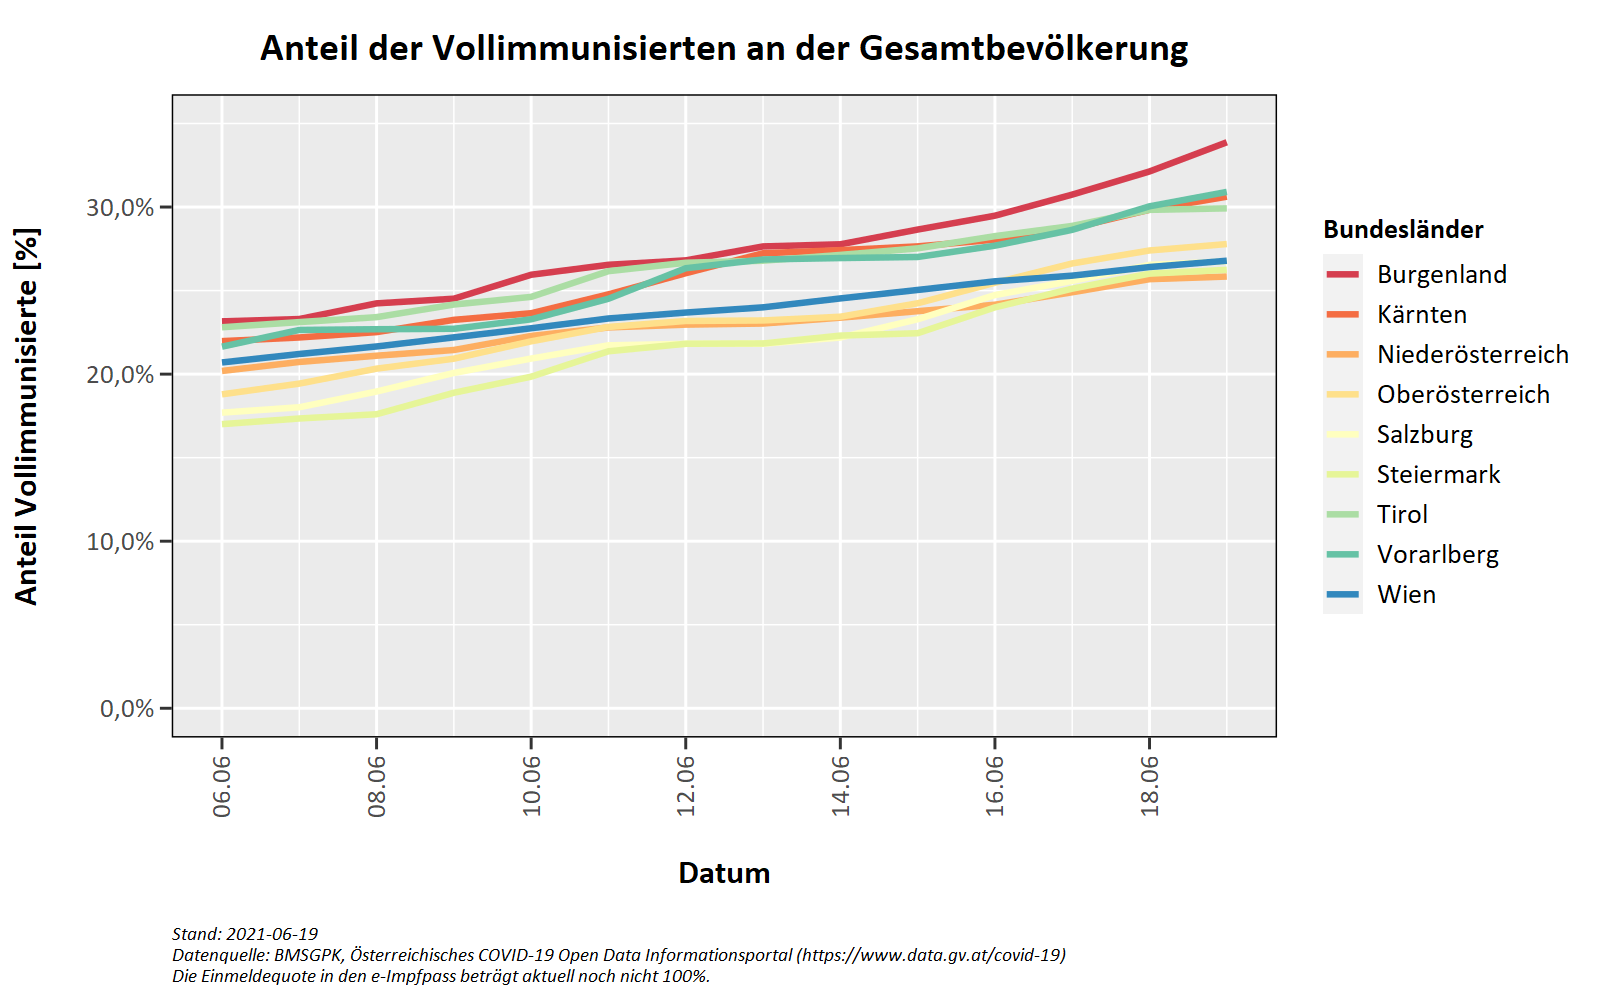 Anteil der Vollimmunisierten an der Gesamtbevölkerung
Anteil Vollimmunisierte [%]
30,0%
20,0%
10,0%
0,0%
06.06
08.06
10.06
12.06
14.06
16.06
18.06
Datum
Bundesländer
Burgenland
Kärnten
Niederösterreich
Oberösterreich
Salzburg
Steiermark
Tirol
Vorarlberg
Wien
Stand: 2021-06-19
Datenquelle: BMSGPK, Österreichisches COVID-19 Open Data Informationsportal (https://www.data.gv.at/covid-19)
Die Einmeldequote in den e-Impfpass beträgt aktuell noch nicht 100%.